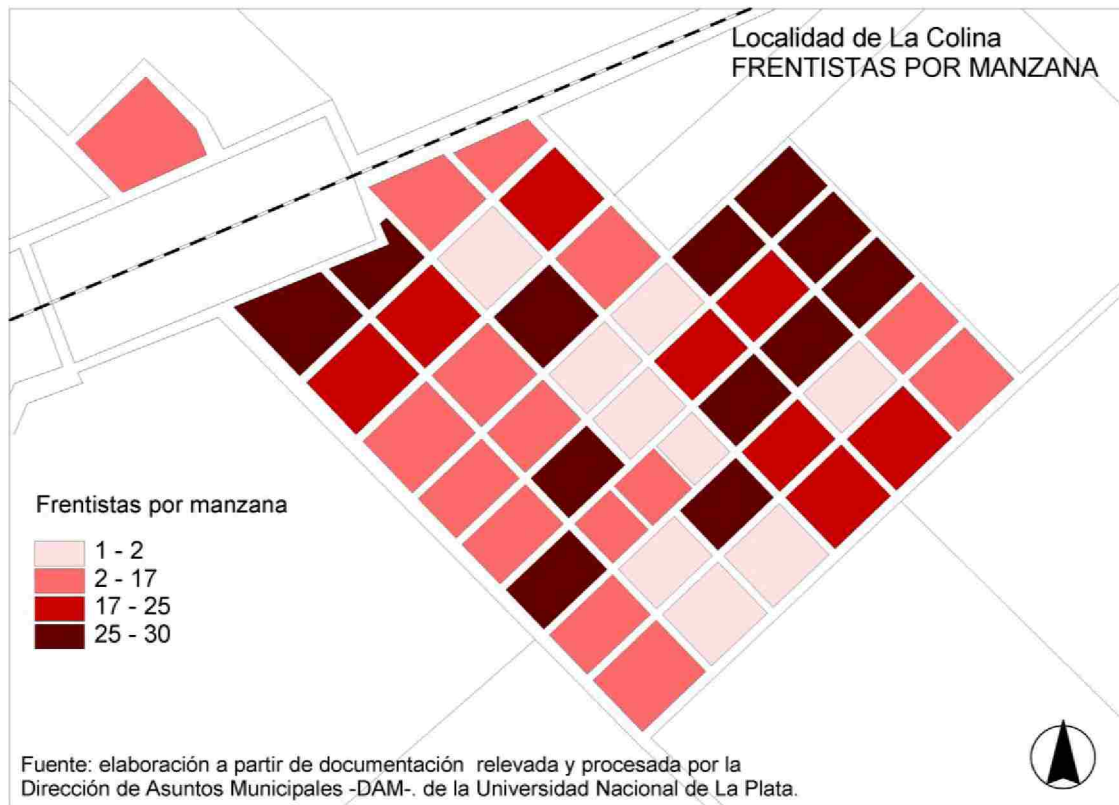 Localidad de La Colina
FRENTISTAS POR MANZANA
Frentistas por manzana
1 - 2
2 - 17
17 - 25
25 - 30
Fuente: elaboración a partir de documentación relevada y procesada por la
Dirección de Asuntos Municipales -DAM-. de la Universidad Nacional de La Plata.